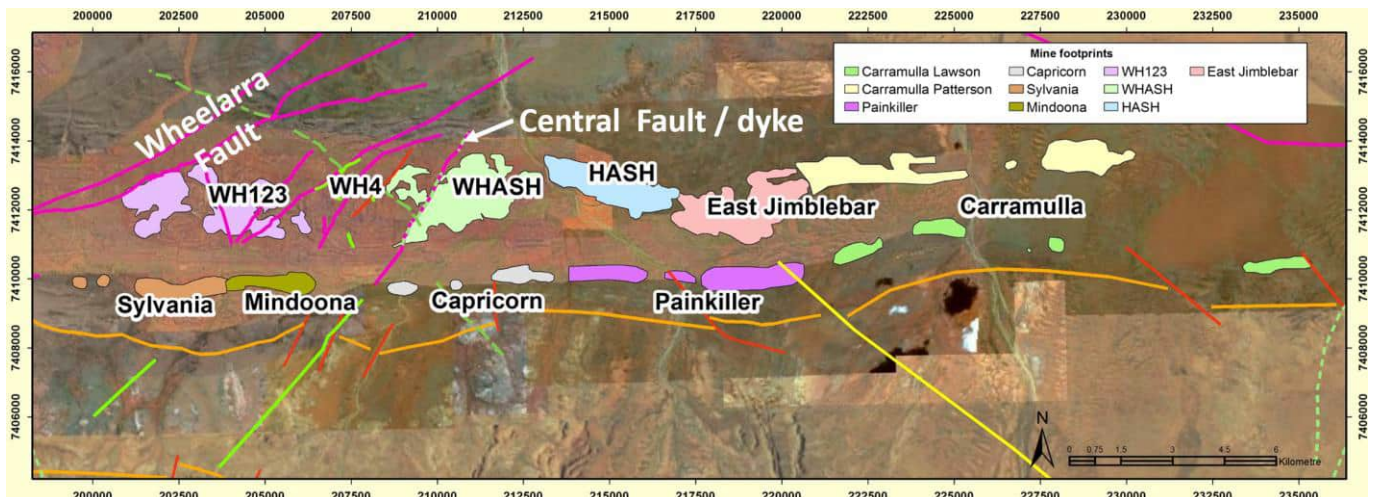 200000 202500 205000 207500 210000 212500 215000 217500 220000 222500 225000 227500 230000 232500 235000
Mine footprints
Carramulla Lawson Capricorn WH123 East Jimblebar
Carramulla Patterson Sylvania WHASH
Painkiller Mindoona HASH
7416000 7416000
7414000 7414000
7412000 7412000
7410000 7410000
7408000 7408000
7406000 7406000
Wheelarra
Fault
Central Fault / dyke
WH123
WH4
WHASH
HASH
East Jimblebar
Carramulla
Sylvania
Mindoona
Capricorn
Painkiller
N
0 0.75 1.5 3 4.5 6
Kilometre
200000 202500 205000 207500 210000 212500 215000 217500 220000 222500 225000 227500 230000 232500 235000